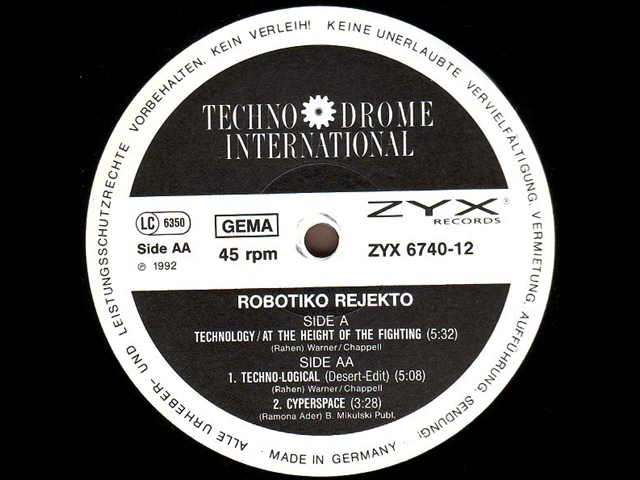 ALLE URHEBER- UND LEISTUNGSSCHUTZRECHTE VORBEHALTEN, KEIN VERLEIH! KEINE UNERLAUBTE VERVIELFÄLTIGUNG, VERMIETUNG, AUFFÜHRUNG, SENDUNG!
TECHNO DROME
INTERNATIONAL
LC 6350
GEMA
ZYX®
RECORDS
Side AA
45 rpm
ZYX 6740-12
℗ 1992
ROBOTIKO REJEKTO
SIDE A
TECHNOLOGY/AT THE HEIGHT OF THE FIGHTING (5:32)
(Rahen) Warner/Chappell
SIDE AA
1. TECHNO-LOGICAL (Desert-Edit) (5:08)
(Rahen) Warner/Chappell
2. CYPERSPACE (3:28)
(Ramona Ader) B. Mikulski Publ.
· MADE IN GERMANY ·